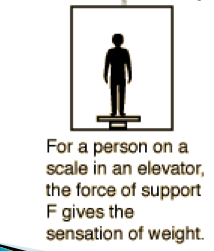 For a person on a
scale in an elevator,
the force of support
F gives the
sensation of weight.